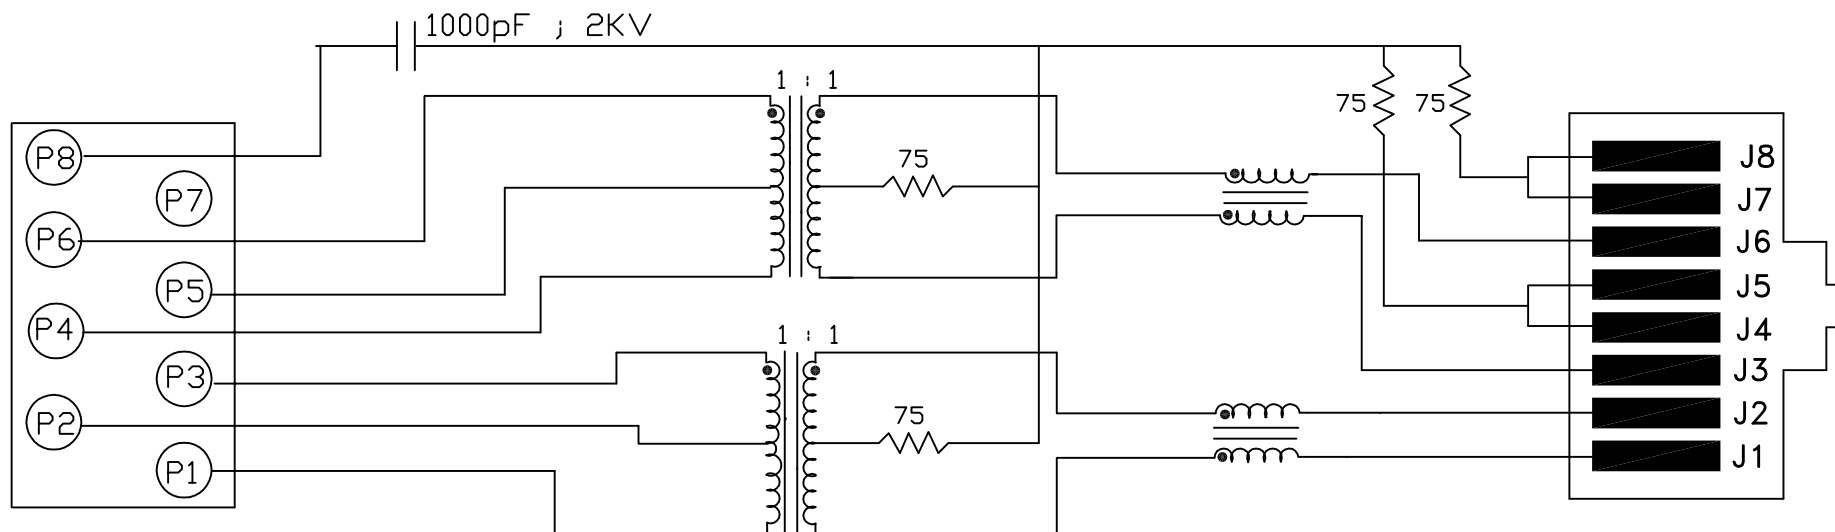 1000pF ; 2KV
1 : 1
75 75
P8 J8
75
P7 J7
P6 J6
P5 J5
P4 J4
1 : 1
P3 J3
75
P2 J2
P1 J1